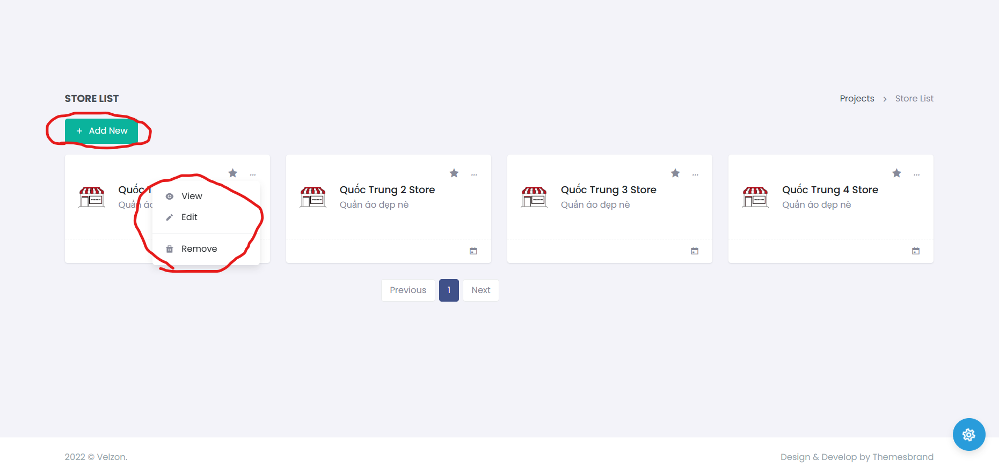 STORE LIST
Projects > Store List
+ Add New
...
...
...
...
Quốc T
Quần áo
View
Edit
Remove
Quốc Trung 2 Store
Quần áo đẹp nè
Quốc Trung 3 Store
Quần áo đẹp nè
Quốc Trung 4 Store
Quần áo đẹp nè
Previous 1 Next
2022 © Velzon.
Design & Develop by Themesbrand